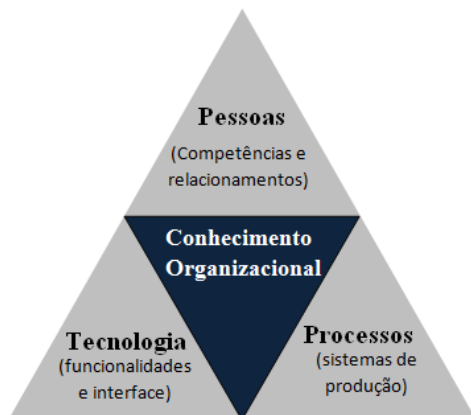 Pessoas
(Competências e
relacionamentos)
Conhecimento
Organizacional
Tecnologia
(funcionalidades
e interface)
Processos
(sistemas de
produção)